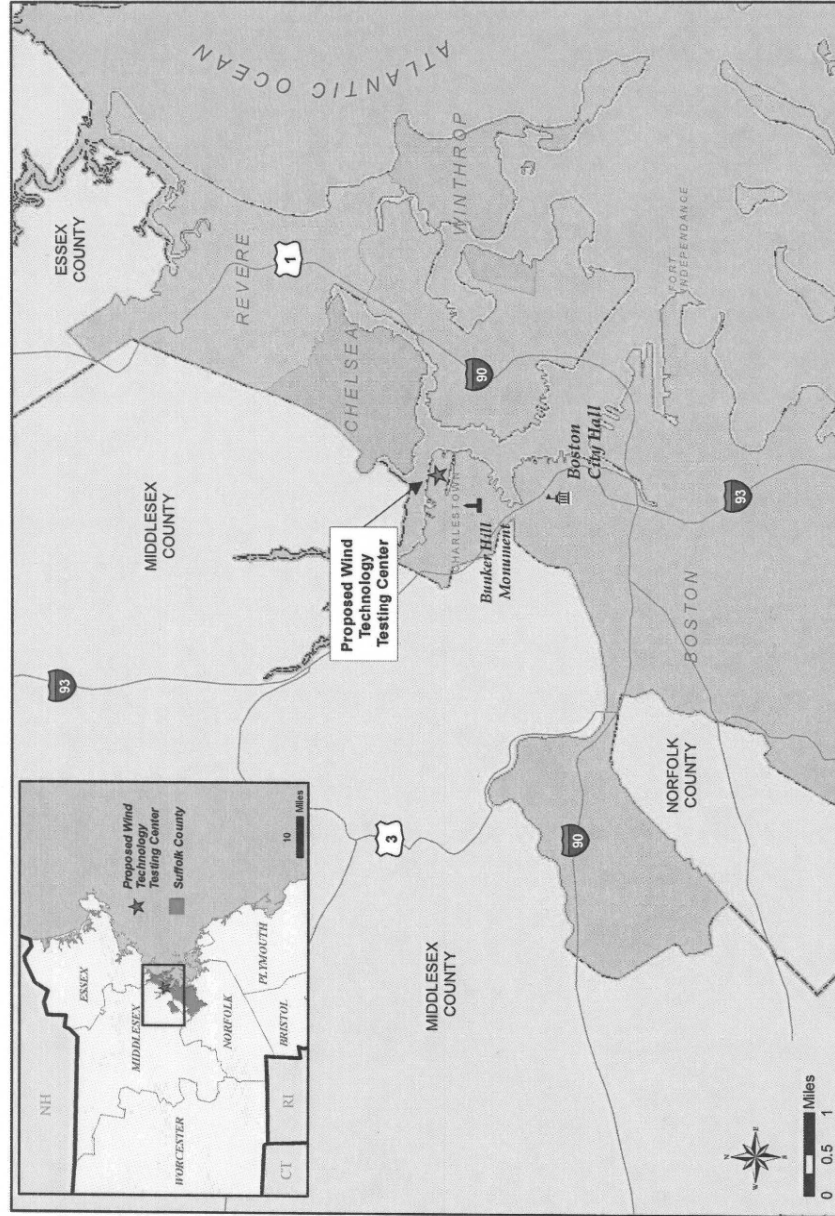 NH
ESSEX
MIDDLESEX
WORCESTER
NORFOLK
PLYMOUTH
BRISTOL
CT
RI
Proposed Wind
Technology
Testing Center
Suffolk County
10
Miles
93
MIDDLESEX
COUNTY
ESSEX
COUNTY
ATLANTIC OCEAN
REVERE
1
CHELSEA
WINTHROP
Proposed Wind
Technology
Testing Center
3
CHARLESTOWN
90
Bunker Hill
Monument
Boston
City Hall
FORT
INDEPENDANCE
MIDDLESEX
COUNTY
90
BOSTON
93
NORFOLK
COUNTY
N
W
E
S
0 0.5 1
Miles